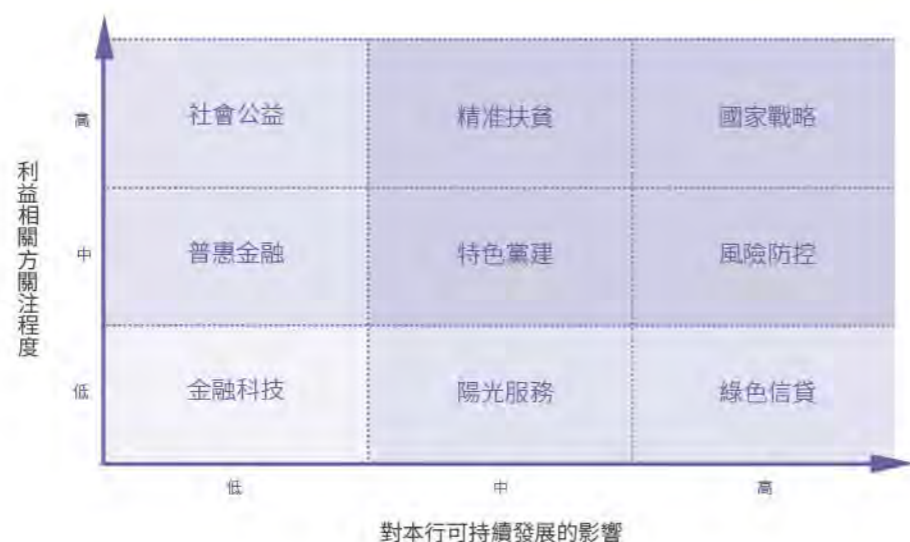 高
社會公益
精准扶貧
國家戰略
利益相關方關注程度
中
普惠金融
特色黨建
風險防控
低
金融科技
陽光服務
綠色信貸
低
中
高
對本行可持續發展的影響